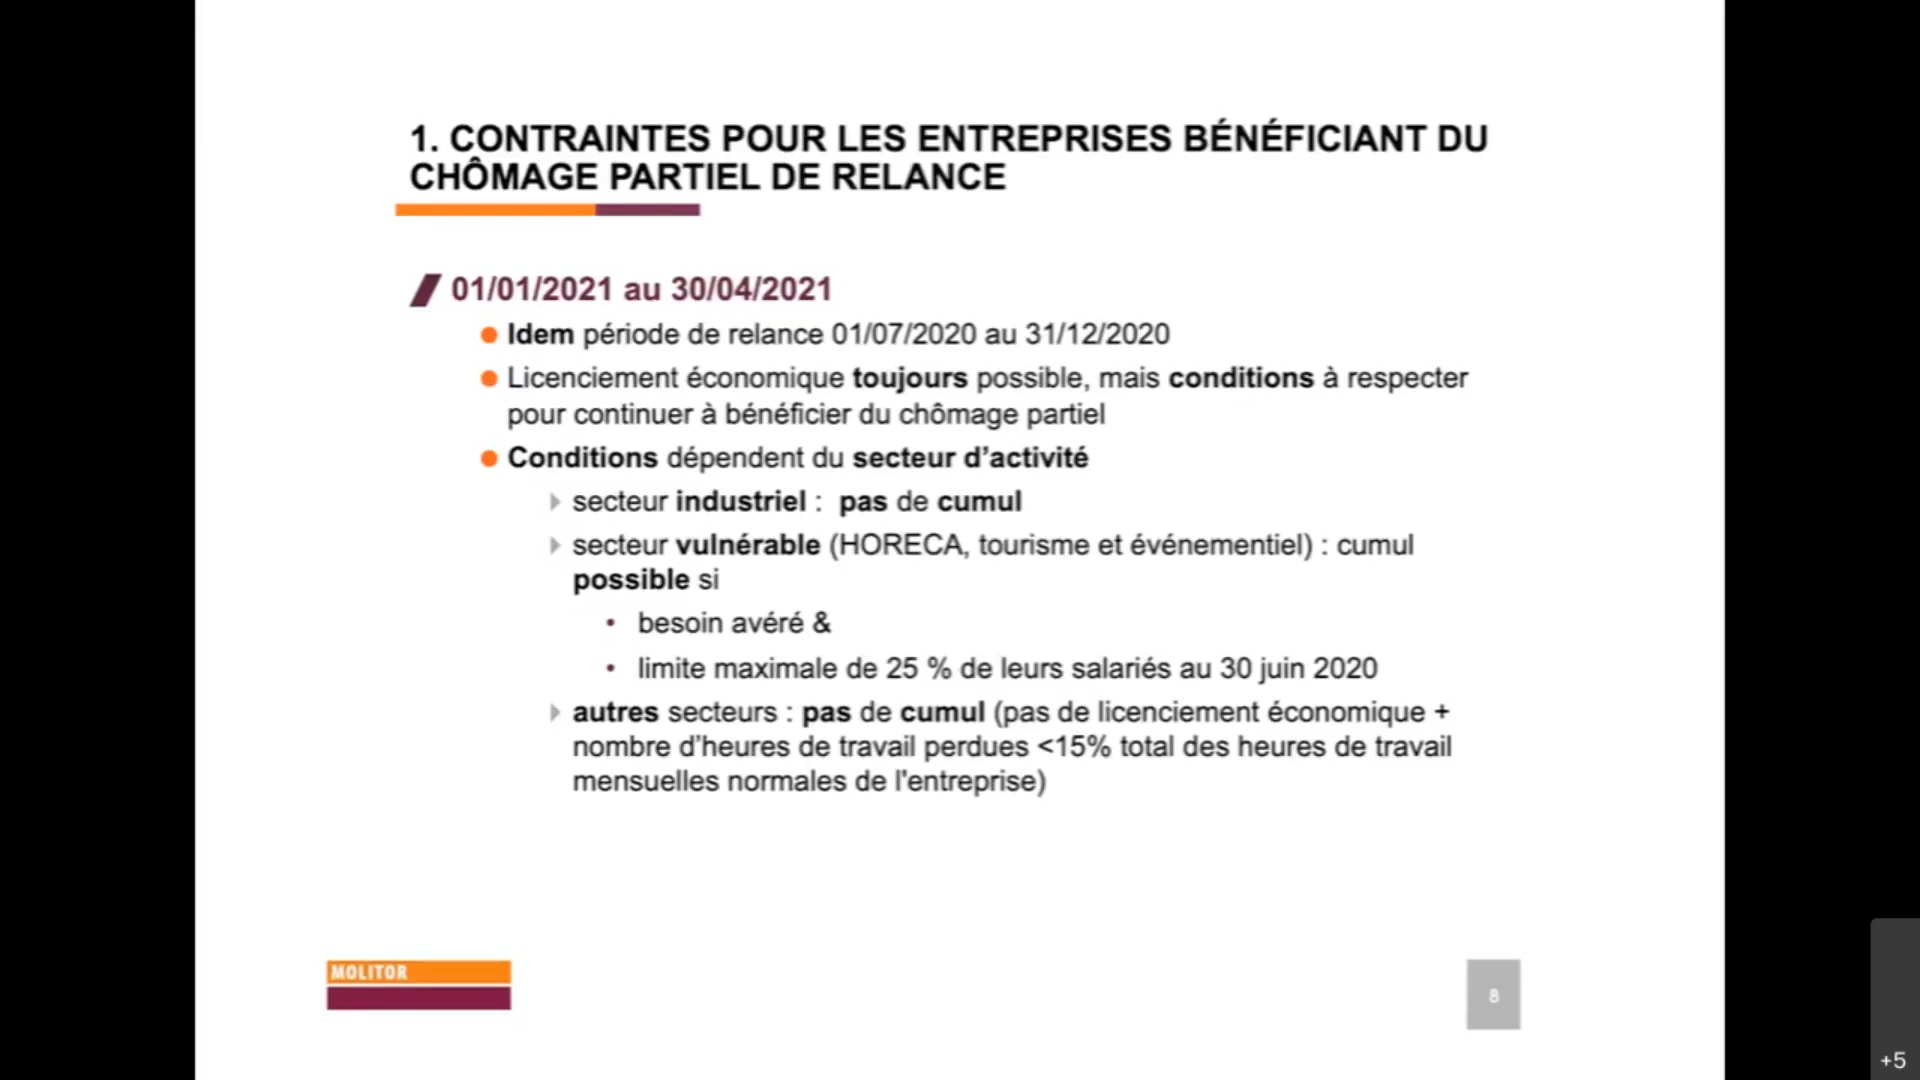 1. CONTRAINTES POUR LES ENTREPRISES BÉNÉFICIANT DU
CHÔMAGE PARTIEL DE RELANCE
01/01/2021 au 30/04/2021
Idem période de relance 01/07/2020 au 31/12/2020
Licenciement économique toujours possible, mais conditions à respecter
pour continuer à bénéficier du chômage partiel
Conditions dépendent du secteur d'activité
secteur industriel : pas de cumul
secteur vulnérable (HORECA, tourisme et événementiel) : cumul
possible si
besoin avéré &
limite maximale de 25 % de leurs salariés au 30 juin 2020
autres secteurs : pas de cumul (pas de licenciement économique +
nombre d'heures de travail perdues <15% total des heures de travail
mensuelles normales de l'entreprise)
MOLITOR
8
+5